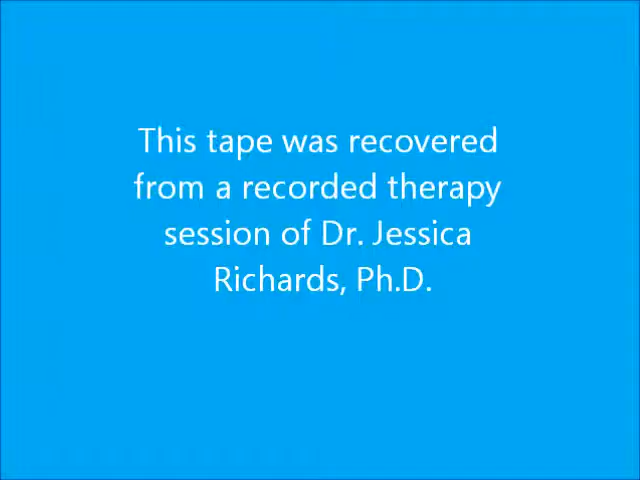 This tape was recovered
from a recorded therapy
session of Dr. Jessica
Richards, Ph.D.